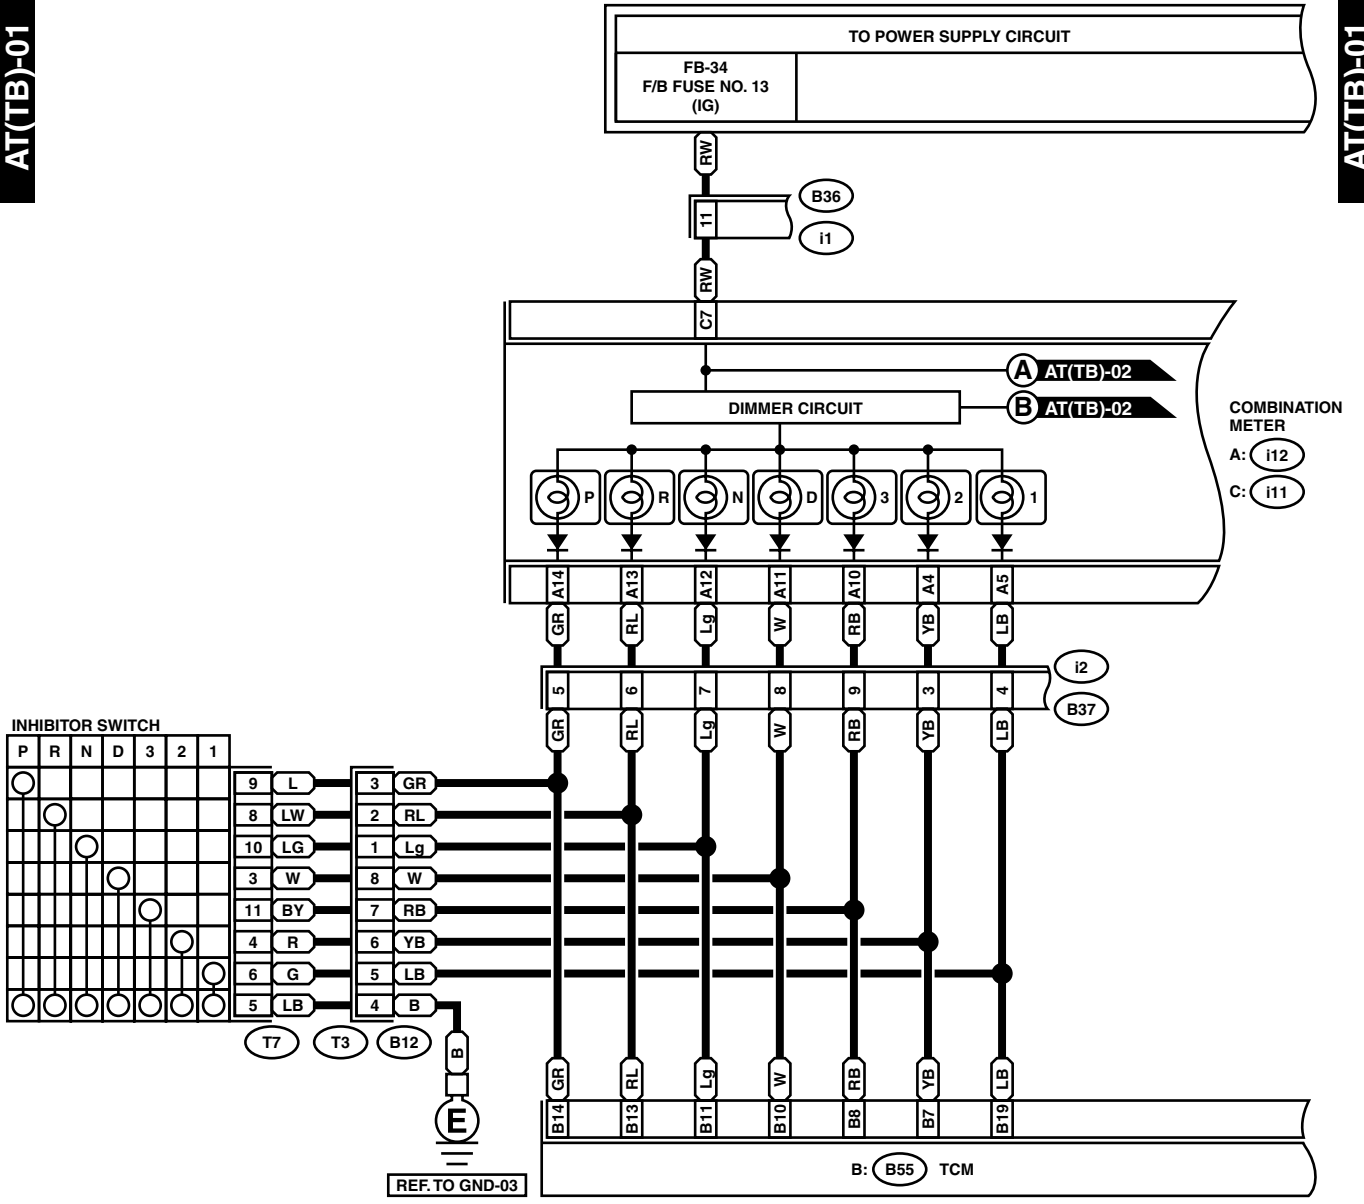 AT(TB)-01
AT(TB)-01
TO POWER SUPPLY CIRCUIT
FB-34
F/B FUSE NO. 13
(IG)
RW
11
B36
i1
RW
C7
A AT(TB)-02
DIMMER CIRCUIT
B AT(TB)-02
COMBINATION
METER
A: i12
C: i11
P R N D 3 2 1
A14 A13 A12 A11 A10 A4 A5
GR RL Lg W RB YB LB
i2
5 6 7 8 9 3 4
B37
GR RL Lg W RB YB LB
INHIBITOR SWITCH
P R N D 3 2 1
9 L 3 GR
8 LW 2 RL
10 LG 1 Lg
3 W 8 W
11 BY 7 RB
4 R 6 YB
6 G 5 LB
5 LB 4 B
T7 T3 B12
B
E
REF. TO GND-03
GR RL Lg W RB YB LB
B14 B13 B11 B10 B8 B7 B19
B: B55 TCM